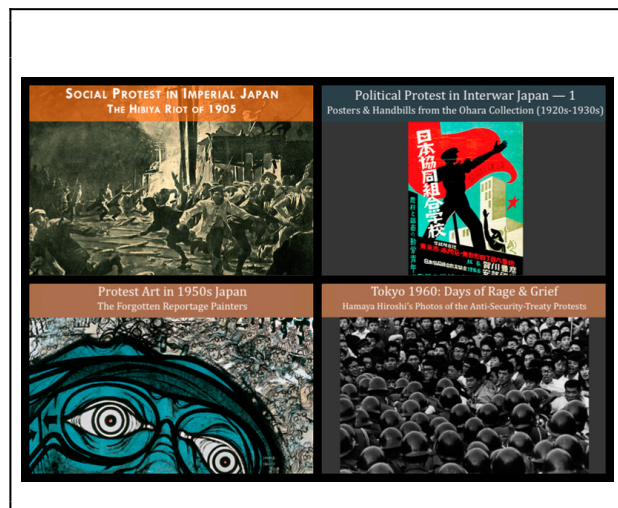 SOCIAL PROTEST IN IMPERIAL JAPAN
THE HIBIYA RIOT OF 1905
Political Protest in Interwar Japan — 1
Posters & Handbills from the Ohara Collection (1920s-1930s)
日本協同組合学校
Protest Art in 1950s Japan
The Forgotten Reportage Painters
Tokyo 1960: Days of Rage & Grief
Hamaya Hiroshi's Photos of the Anti-Security-Treaty Protests